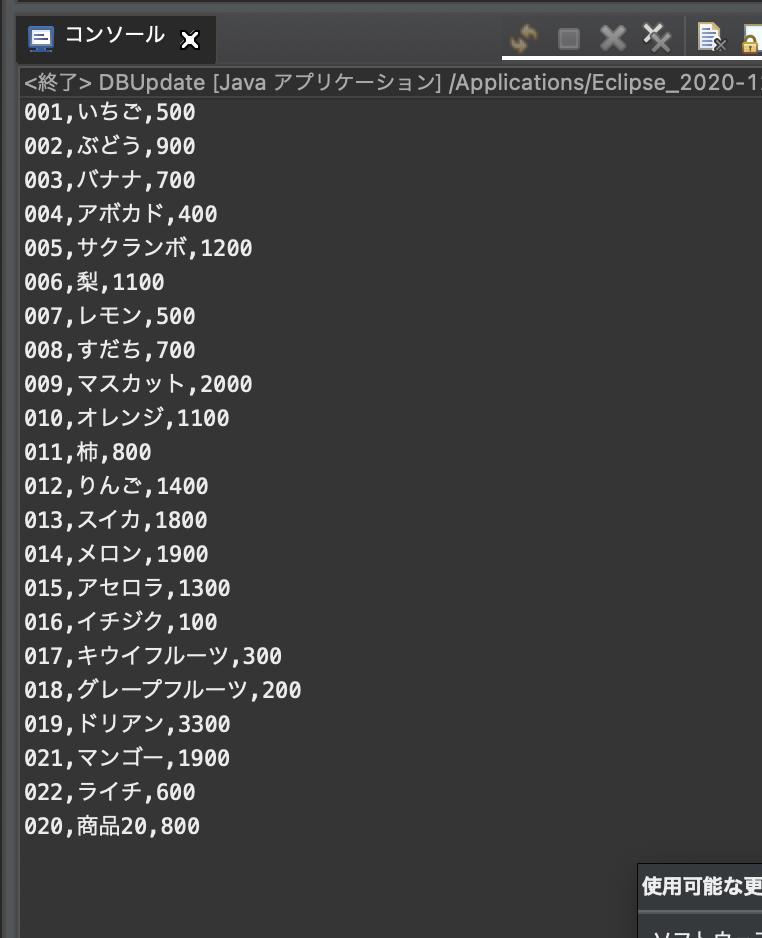 コンソール
<終了> DBUpdate [Java アプリケーション] /Applications/Eclipse_2020-1
001,いちご,500
002,ぶどう,900
003,バナナ,700
004,アボカド,400
005,サクランボ,1200
006,梨,1100
007,レモン,500
008,すだち,700
009,マスカット,2000
010,オレンジ,1100
011,柿,800
012,りんご,1400
013,スイカ,1800
014,メロン,1900
015,アセロラ,1300
016,イチジク,100
017,キウイフルーツ,300
018,グレープフルーツ,200
019,ドリアン,3300
021,マンゴー,1900
022,ライチ,600
020,商品20,800
使用可能な更